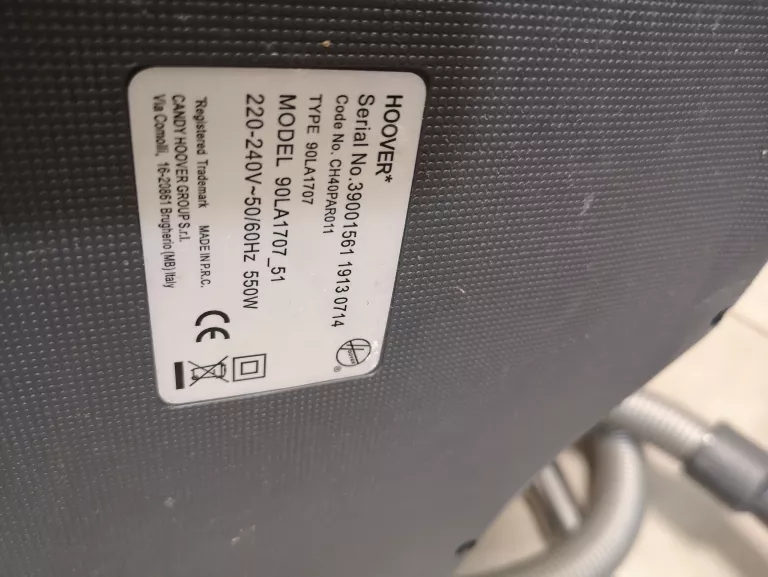 HOOVER*
Serial No.39001561 1913 0714
Code No. CH40PAR011
TYPE 90LA1707
MODEL 90LA1707_51
220-240V~50/60Hz 550W
*Registered Trademark MADE IN P.R.C.
CANDY HOOVER GROUP S.r.l.
Via Comolli, 16-20861 Brugherio (MB) Italy
CE
HOOVER
®